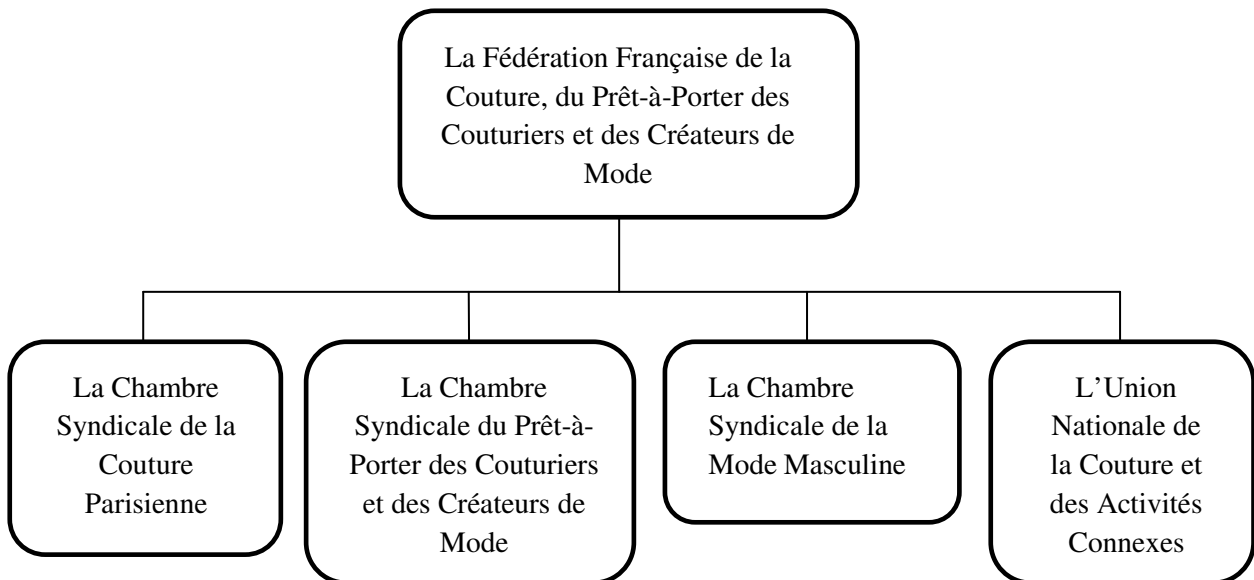 La Fédération Française de la
Couture, du Prêt-à-Porter des
Couturiers et des Créateurs de
Mode
La Chambre
Syndicale de la
Couture
Parisienne
La Chambre
Syndicale du Prêt-à-
Porter des Couturiers
et des Créateurs de
Mode
La Chambre
Syndicale de la
Mode Masculine
L’Union
Nationale de
la Couture et
des Activités
Connexes